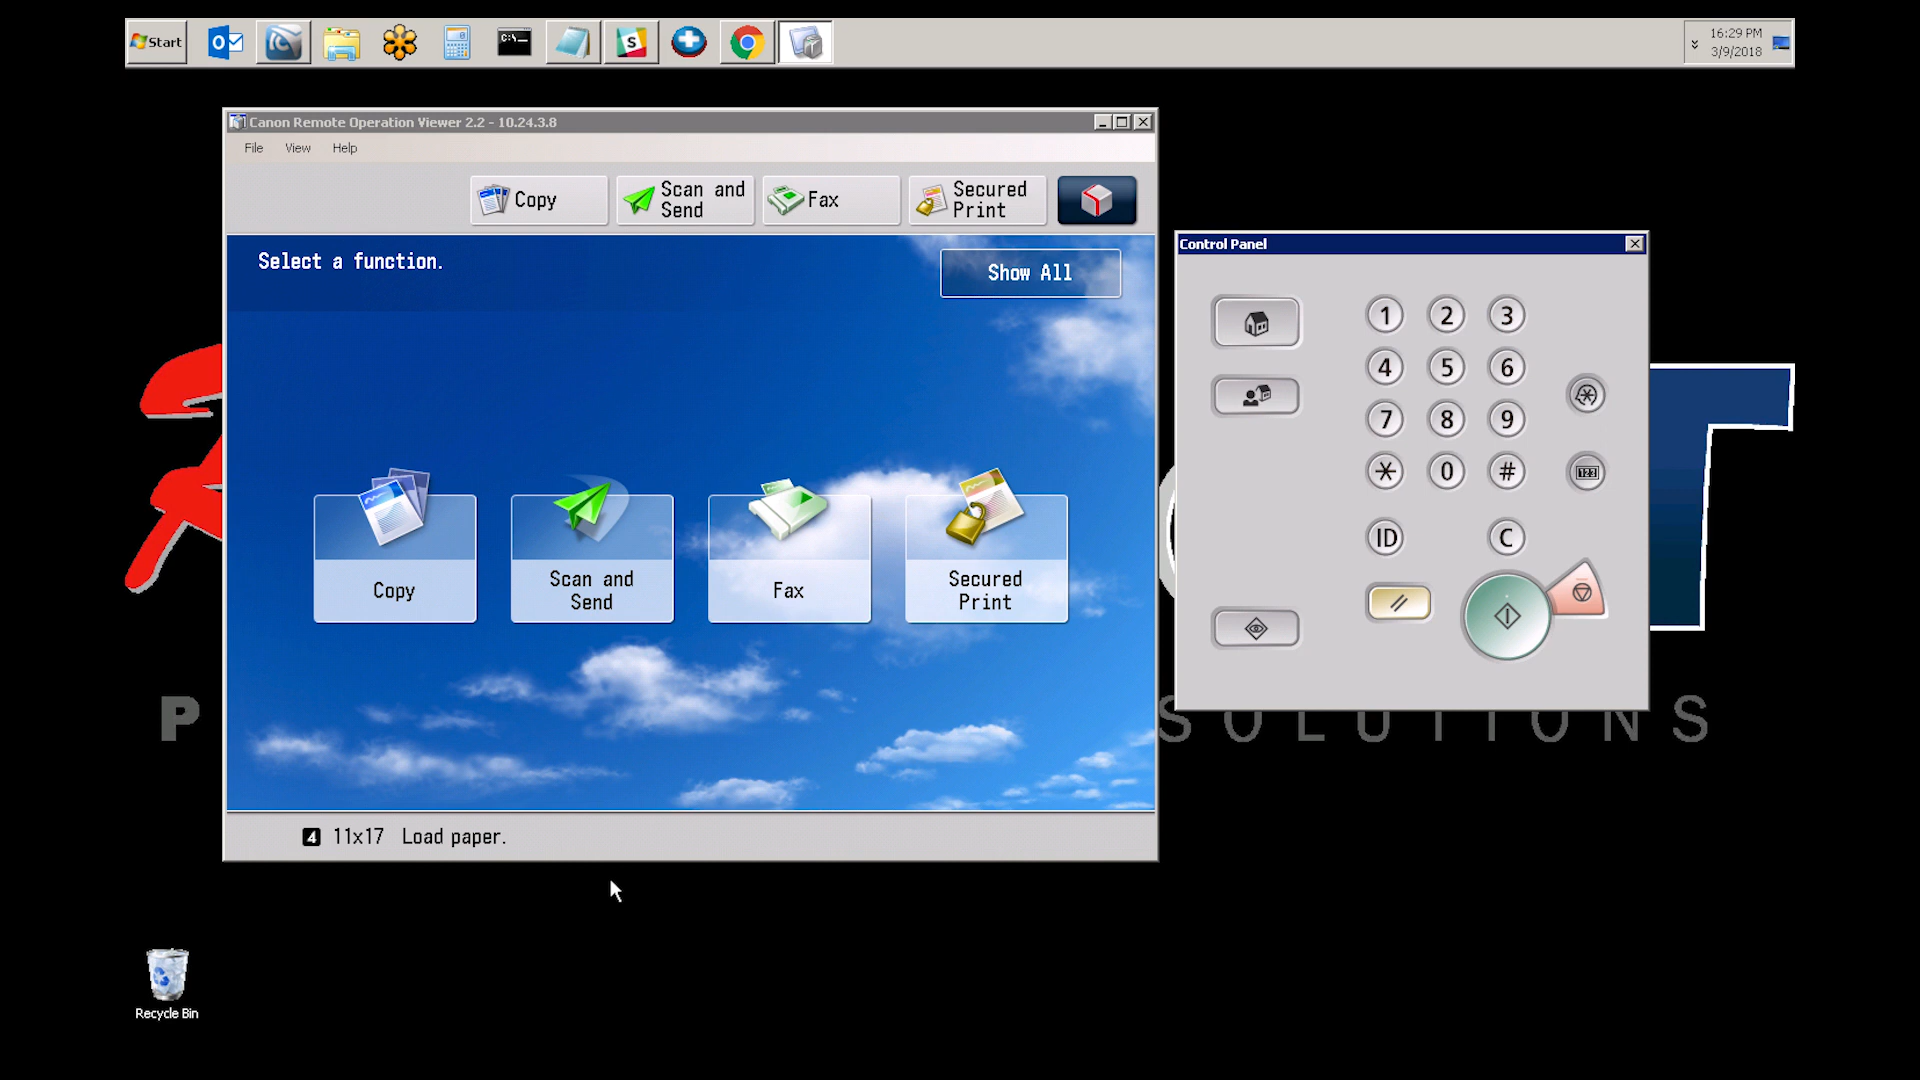 Start
16:29 PM
3/9/2018
Canon Remote Operation Viewer 2.2 - 10.24.3.8
File View Help
Copy
Scan and
Send
Fax
Secured
Print
Select a function.
Show All
Copy
Scan and
Send
Fax
Secured
Print
4 11x17 Load paper.
Control Panel
1 2 3
4 5 6
7 8 9
* 0 #
123
ID C
P
SOLUTIONS
Recycle Bin